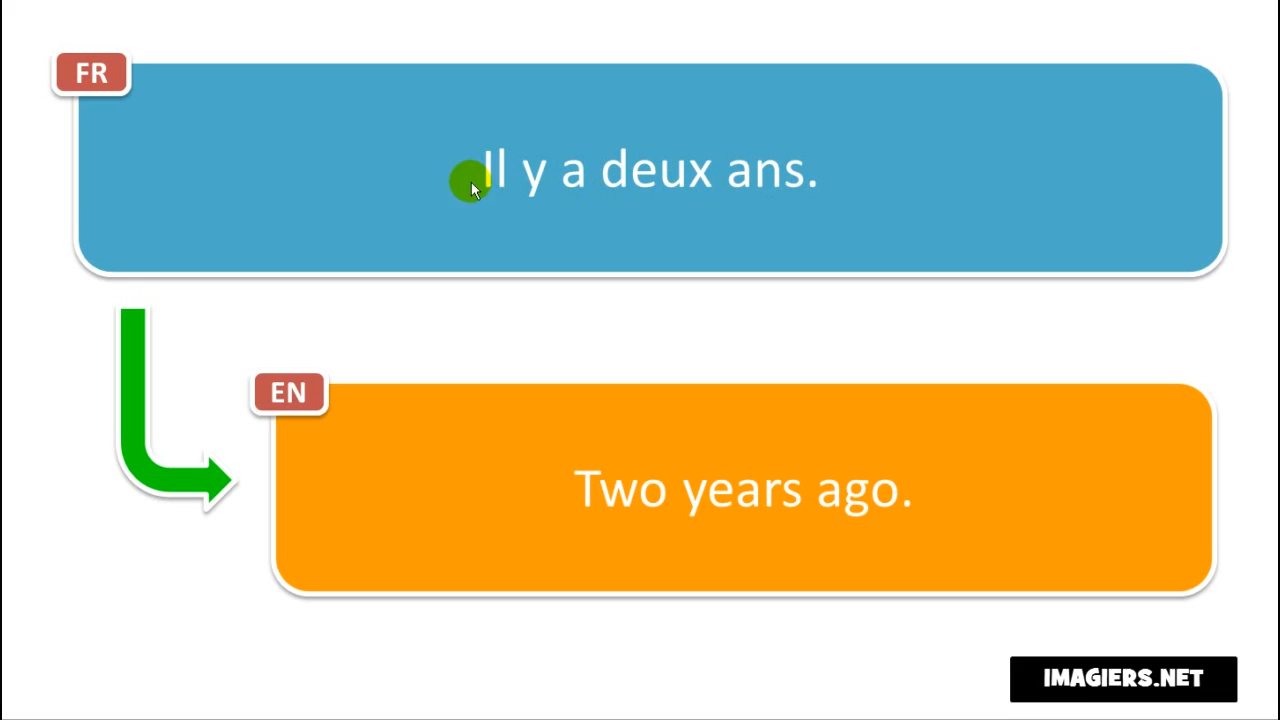 FR
Il y a deux ans.
EN
Two years ago.
IMAGIERS.NET